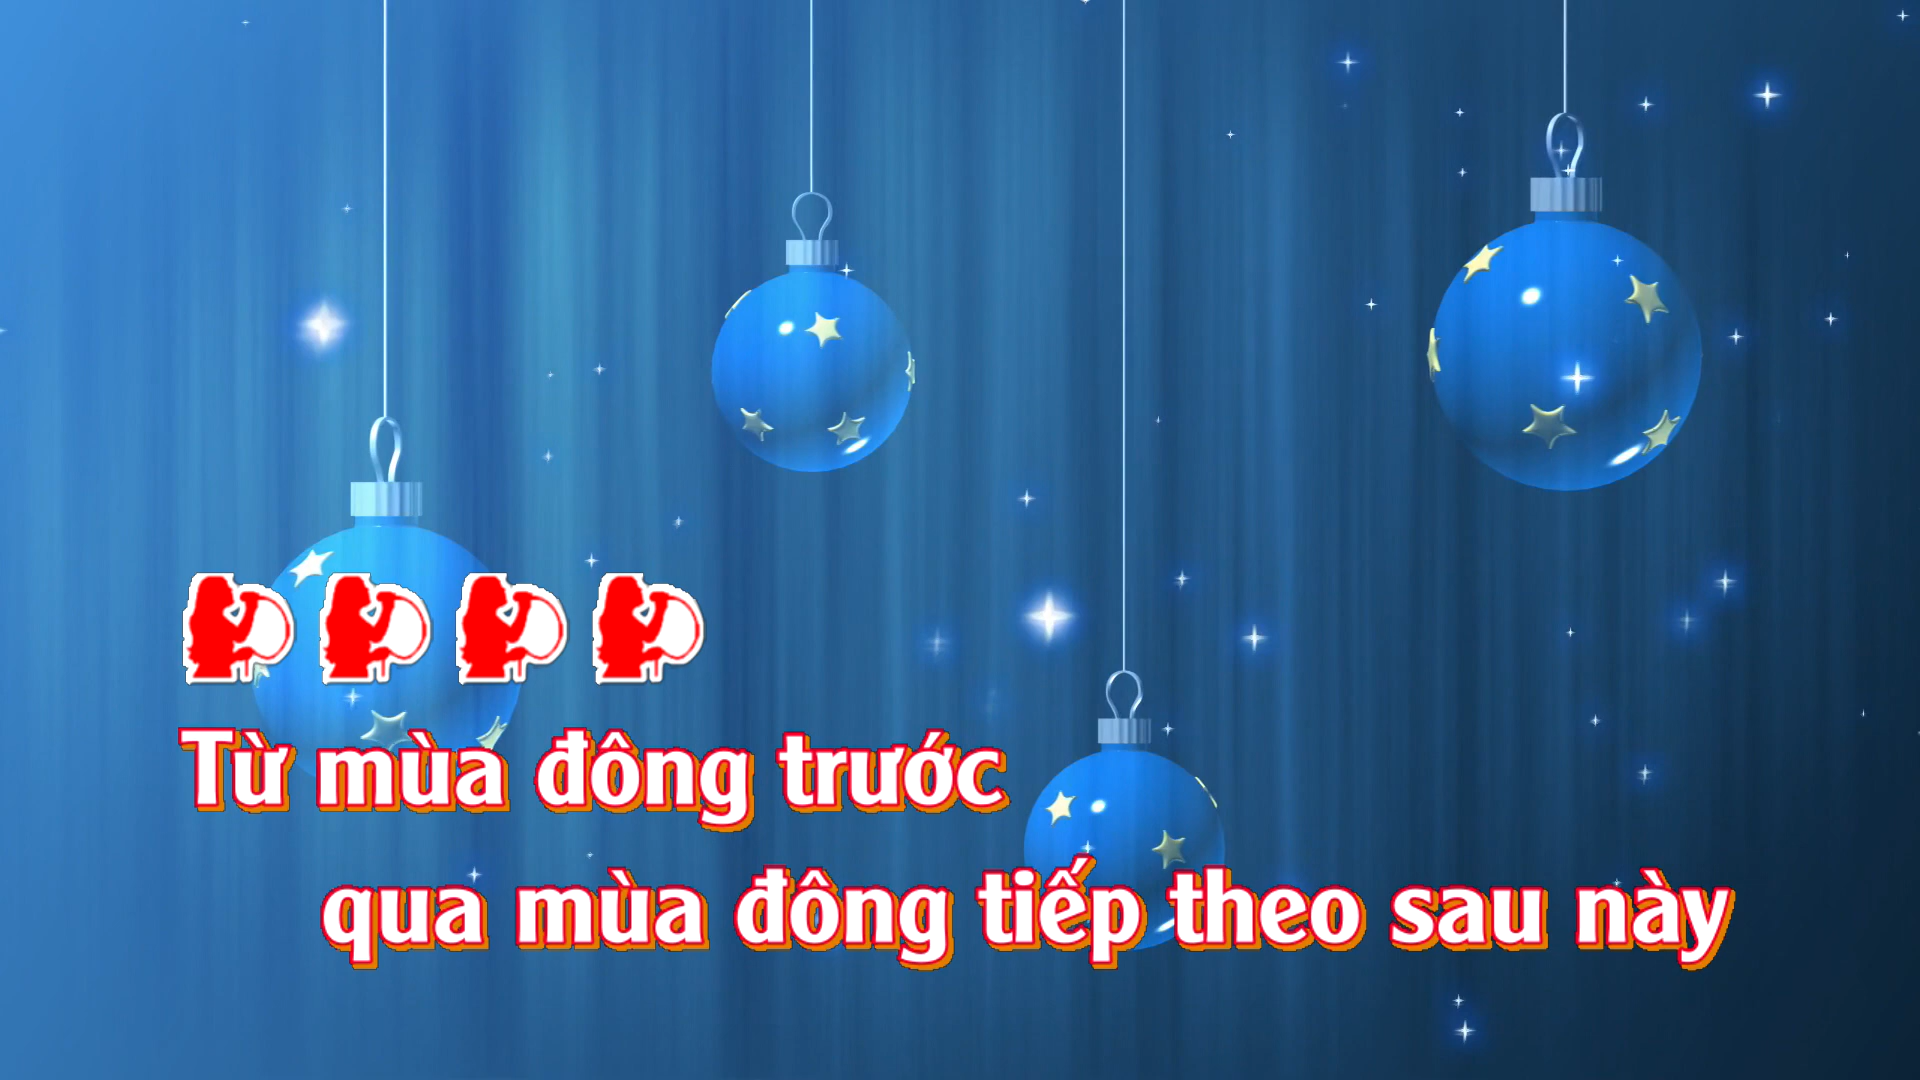 Từ mùa đông trước
qua mùa đông tiếp theo sau này